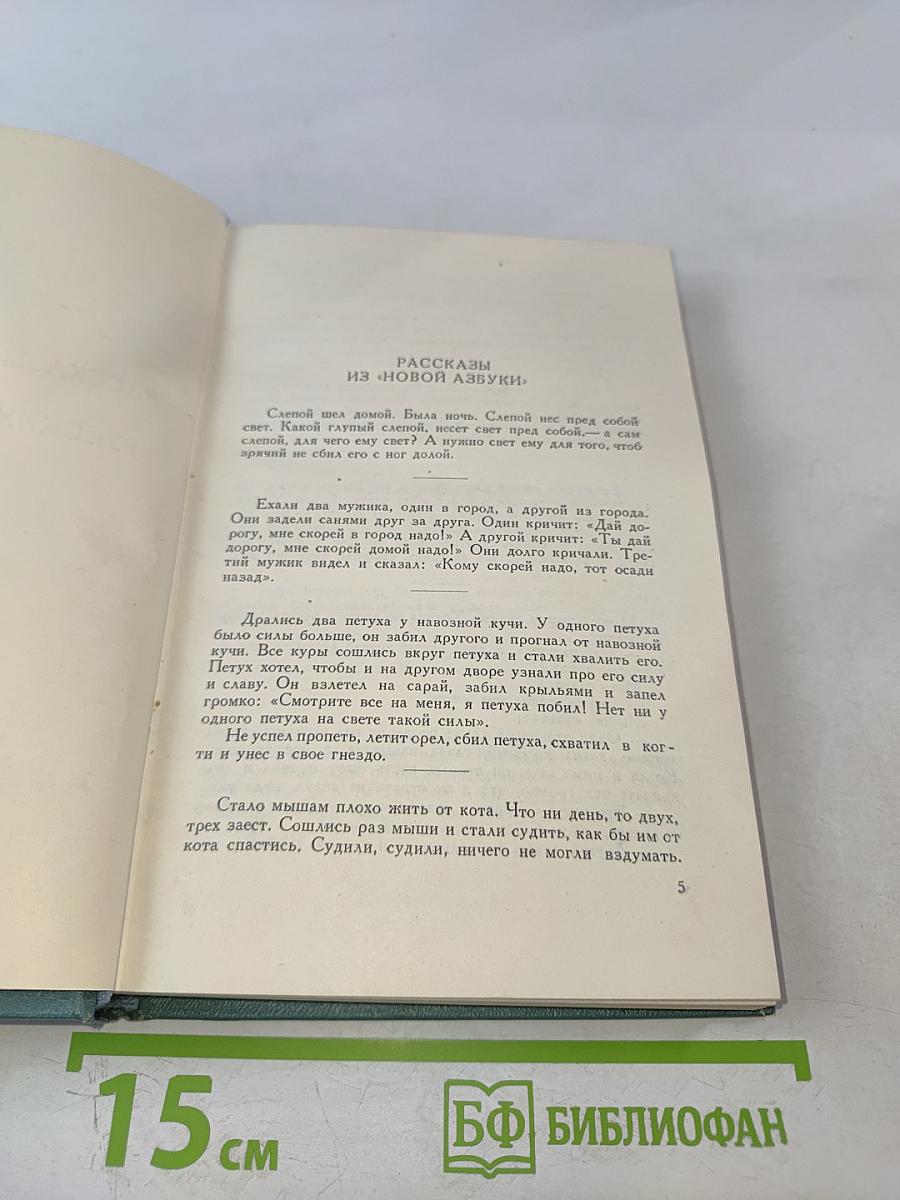 РАССКАЗЫ
ИЗ «НОВОЙ АЗБУКИ»
Слепой шел домой. Была ночь. Слепой нес пред собой
свет. Какой глупый слепой, несет свет пред собой,— а сам
слепой, для чего ему свет? А нужно свет ему для того, чтоб
зрячий не сбил его с ног долой.
Ехали два мужика, один в город, а другой из города.
Они задели санями друг за друга. Один кричит: «Дай до-
рогу, мне скорей в город надо!» А другой кричит: «Ты дай
дорогу, мне скорей домой надо!» Они долго кричали. Тре-
тий мужик видел и сказал: «Кому скорей надо, тот осади
назад».
Дрались два петуха у навозной кучи. У одного петуха
было силы больше, он забил другого и прогнал от навозной
кучи. Все куры сошлись вкруг петуха и стали хвалить его.
Петух хотел, чтобы и на другом дворе узнали про его силу
и славу. Он взлетел на сарай, забил крыльями и запел
громко: «Смотрите все на меня, я петуха побил! Нет ни у
одного петуха на свете такой силы».
Не успел пропеть, летит орел, сбил петуха, схватил в ког-
ти и унес в свое гнездо.
Стало мышам плохо жить от кота. Что ни день, то двух,
трех заест. Сошлись раз мыши и стали судить, как бы им от
кота спастись. Судили, судили, ничего не могли вздумать.
5
15 см
БФ БИБЛИОФАН